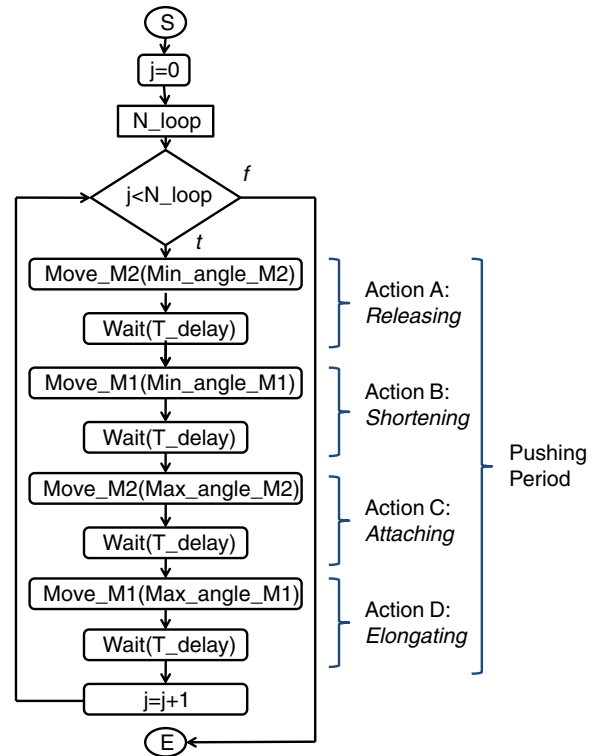 S
j=0
N_loop
j<N_loop
f
t
Move_M2(Min_angle_M2)
Wait(T_delay)
Action A:
Releasing
Move_M1(Min_angle_M1)
Wait(T_delay)
Action B:
Shortening
Move_M2(Max_angle_M2)
Wait(T_delay)
Action C:
Attaching
Move_M1(Max_angle_M1)
Wait(T_delay)
Action D:
Elongating
Pushing
Period
j=j+1
E